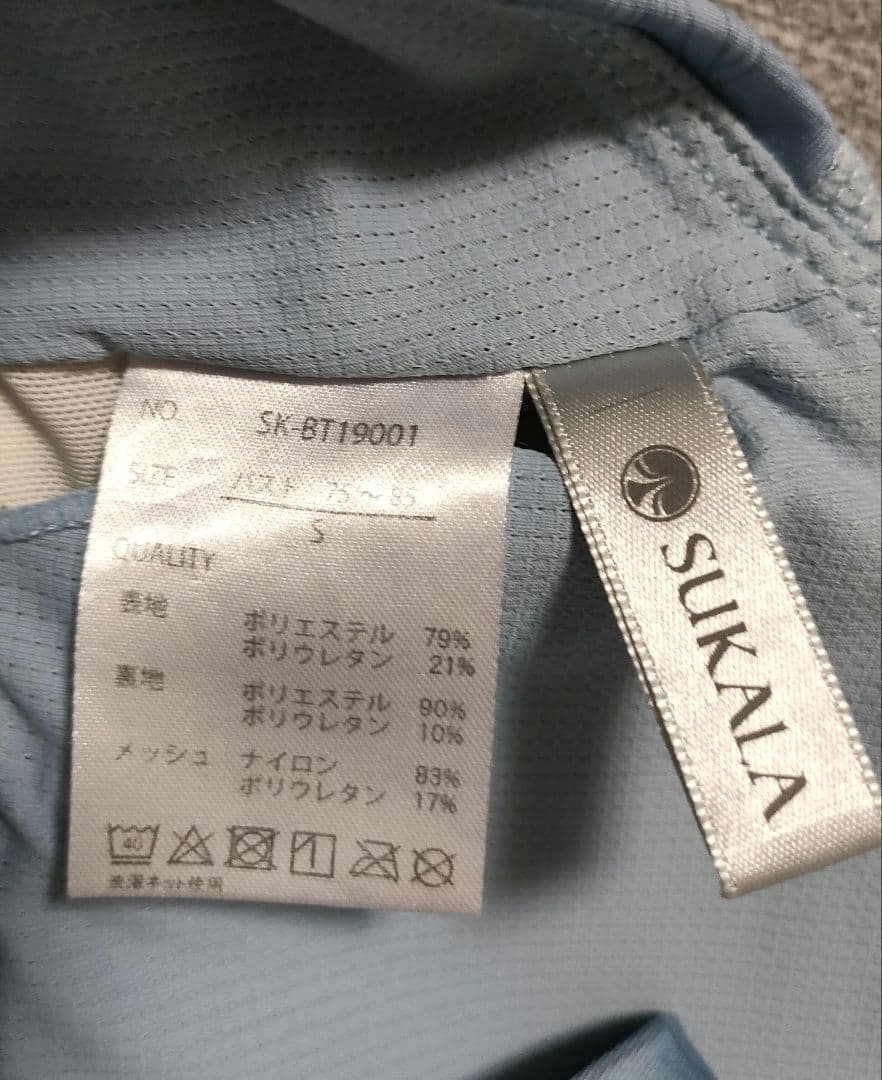 NO. SK-BT19001
SIZE バスト 75〜85
S
QUALITY
表地 ポリエステル 79%
ポリウレタン 21%
裏地 ポリエステル 90%
ポリウレタン 10%
メッシュ ナイロン 83%
ポリウレタン 17%
40
洗濯ネット使用
SUKALA